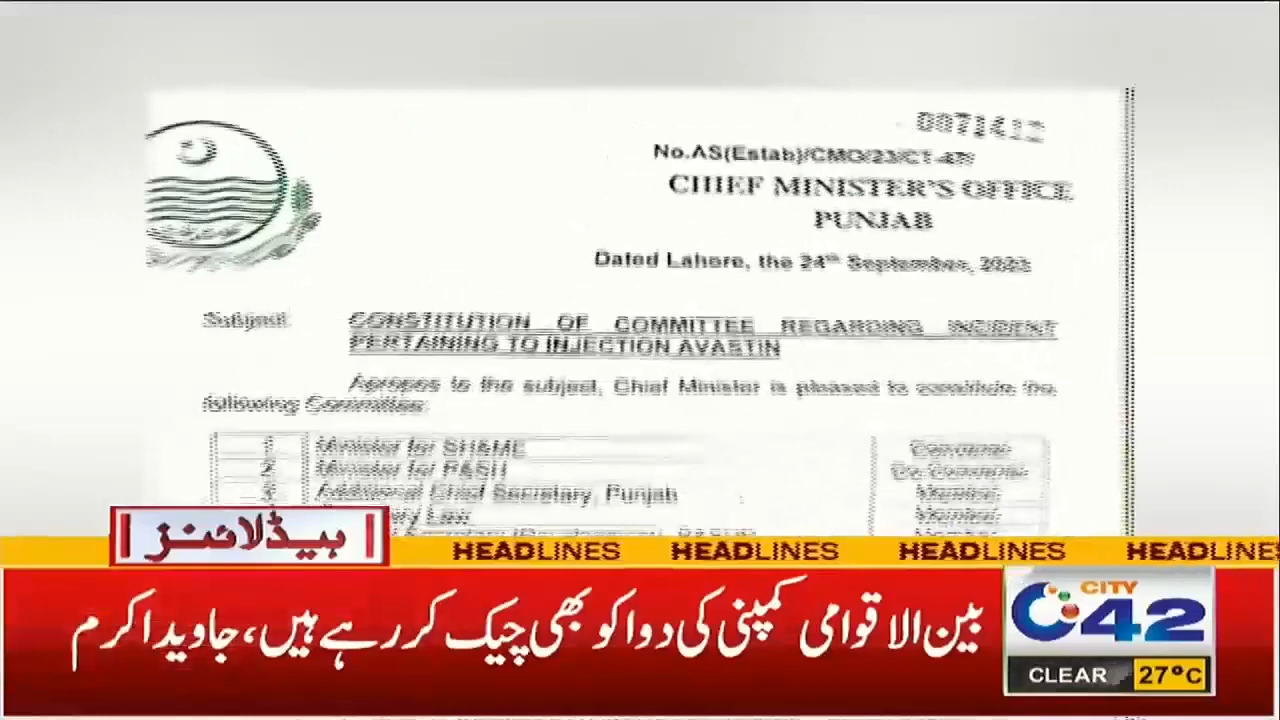 0071412
No.AS(Estab)/CMO/23/CT-47/
CHIEF MINISTER'S OFFICE
PUNJAB
Dated Lahore, the 24th September, 2023
Subject: CONSTITUTION OF COMMITTEE REGARDING INCIDENT
PERTAINING TO INJECTION AVASTIN
Apropos to the subject, Chief Minister is pleased to constitute the
following Committee:
1 Minister for SH&ME Convener
2 Minister for P&SH Co-Convener
3 Additional Chief Secretary, Punjab Member
Law Member
ہیڈلائنز
HEADLINES HEADLINES HEADLINES HEADLINES
بین الاقوامی کمپنی کی دوا کو بھی چیک کر رہے ہیں، جاوید اکرم
CITY
42
CLEAR 27°C